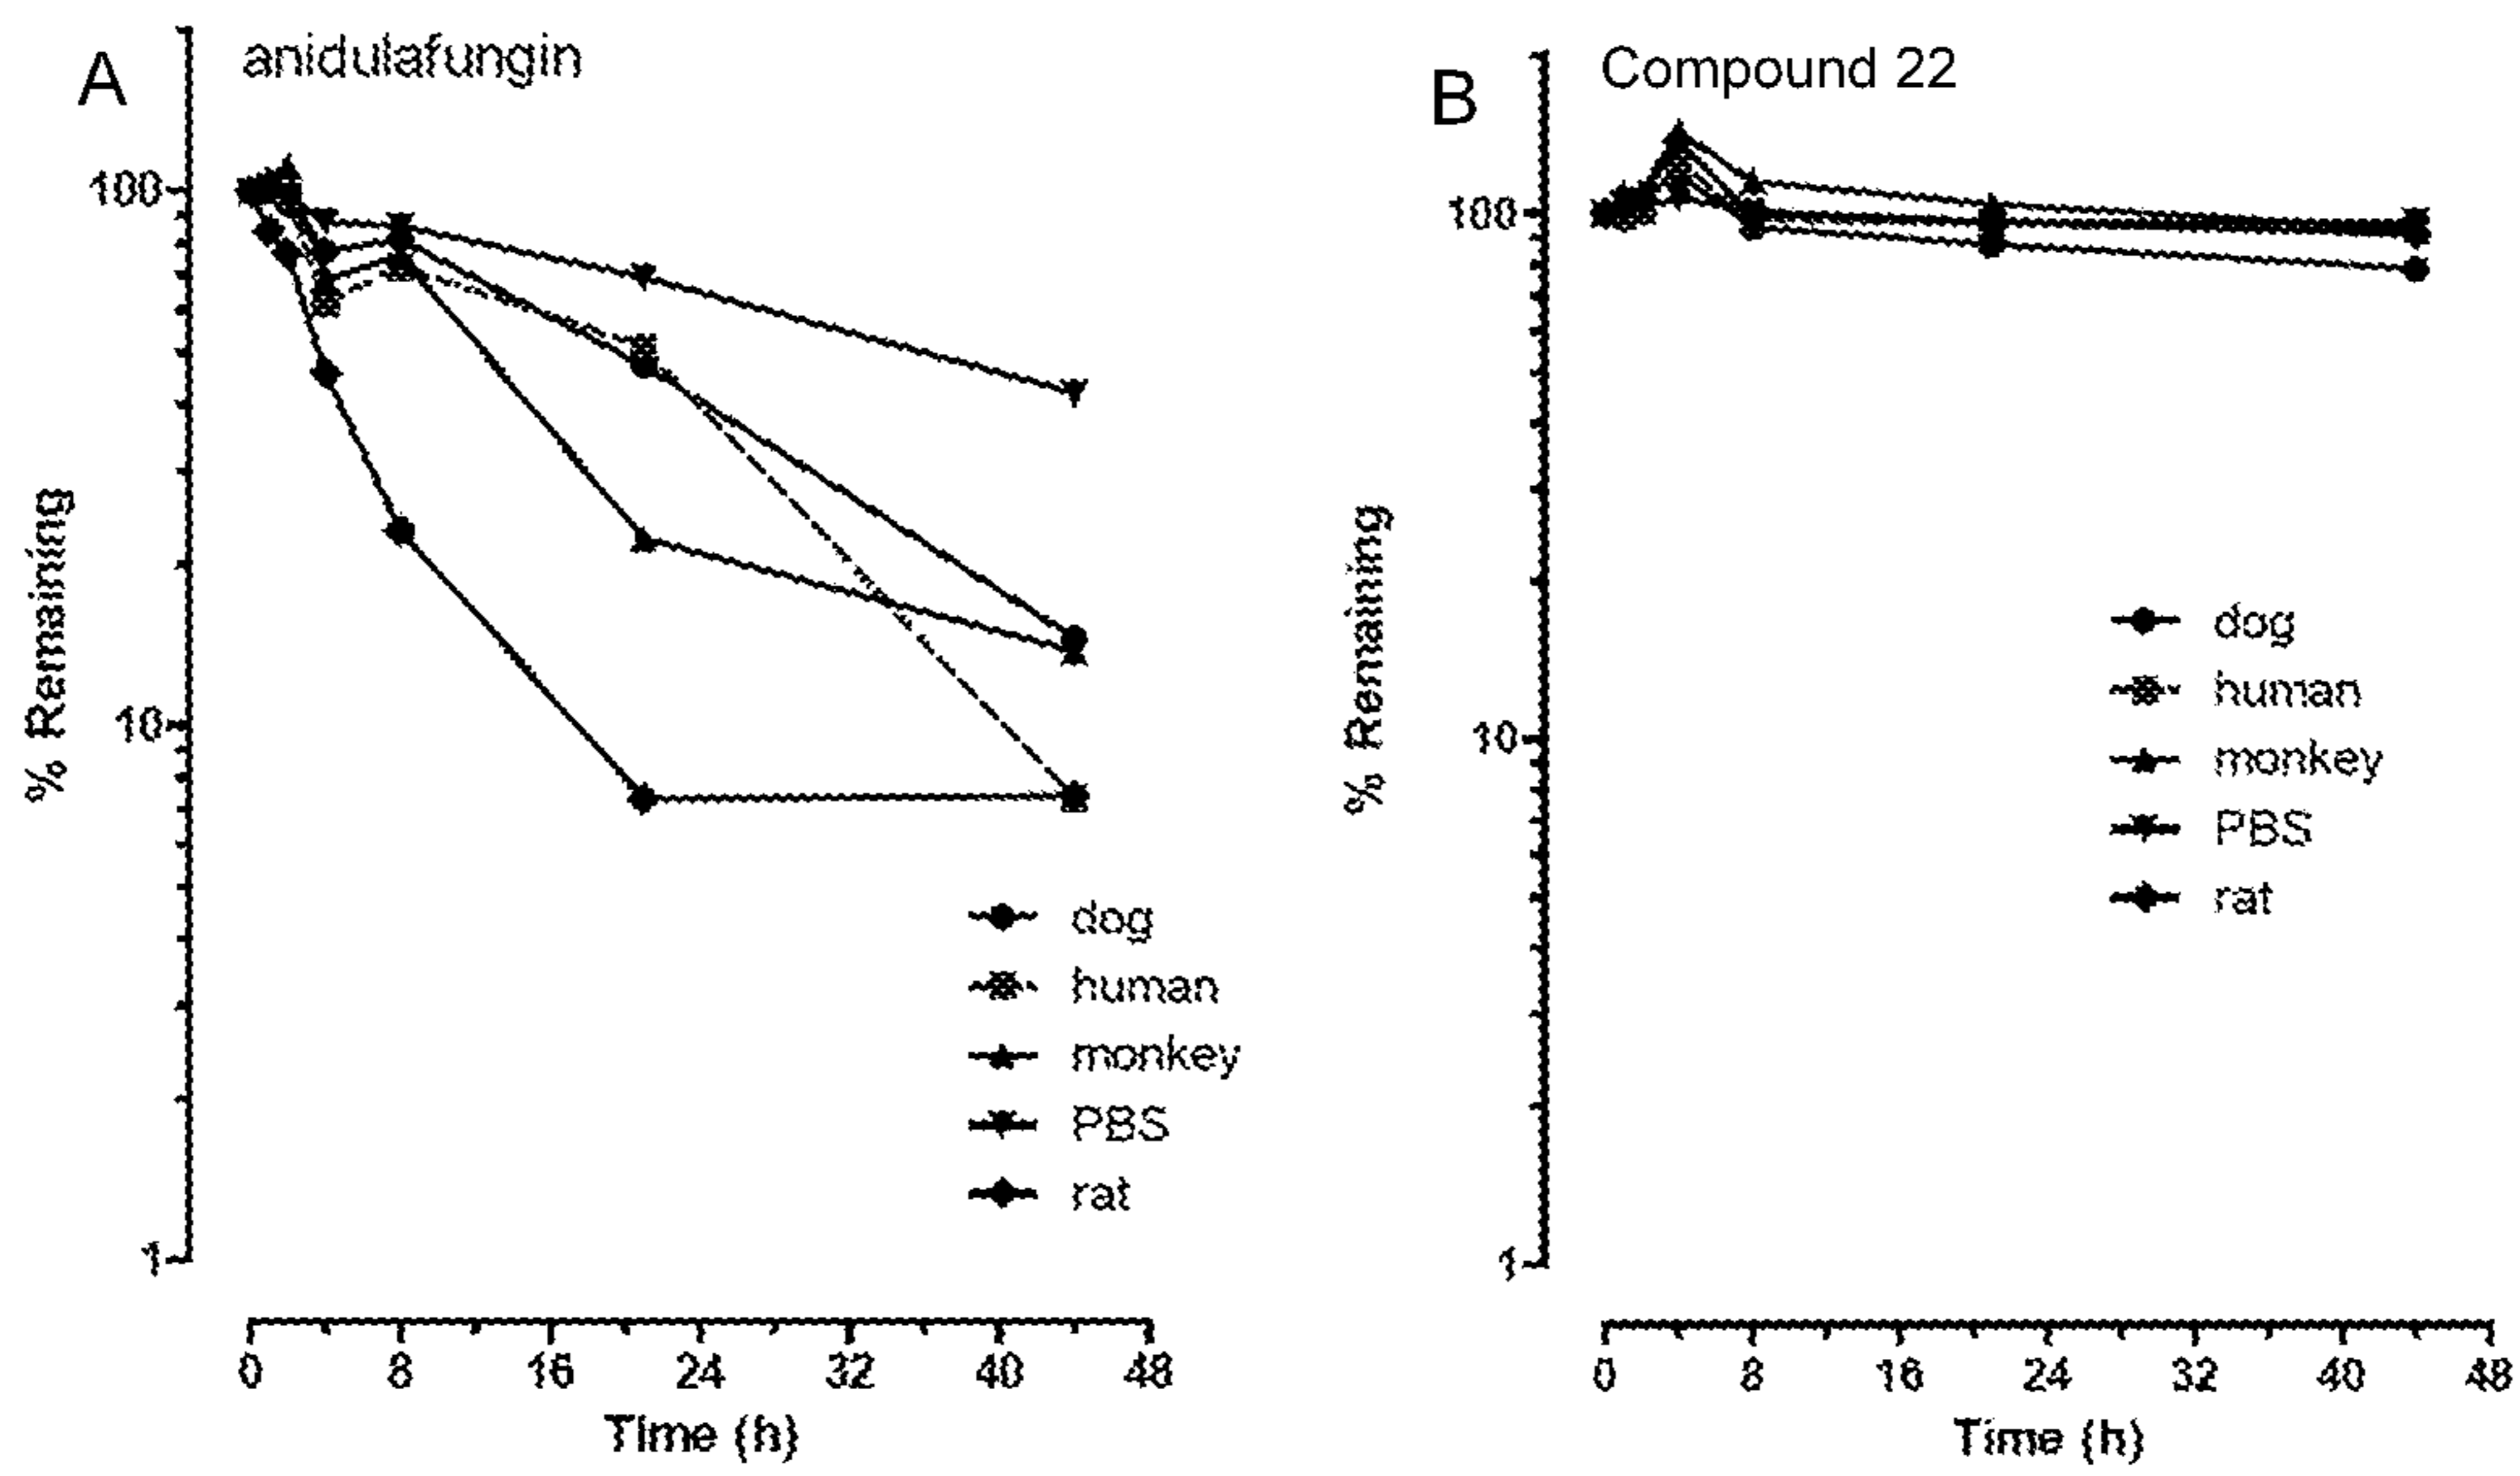 A
anidulafungin
100
10
1
% Remaining
dog
human
monkey
PBS
rat
0 8 16 24 32 40 48
Time (h)
B
Compound 22
100
10
1
% Remaining
dog
human
monkey
PBS
rat
0 8 16 24 32 40 48
Time (h)